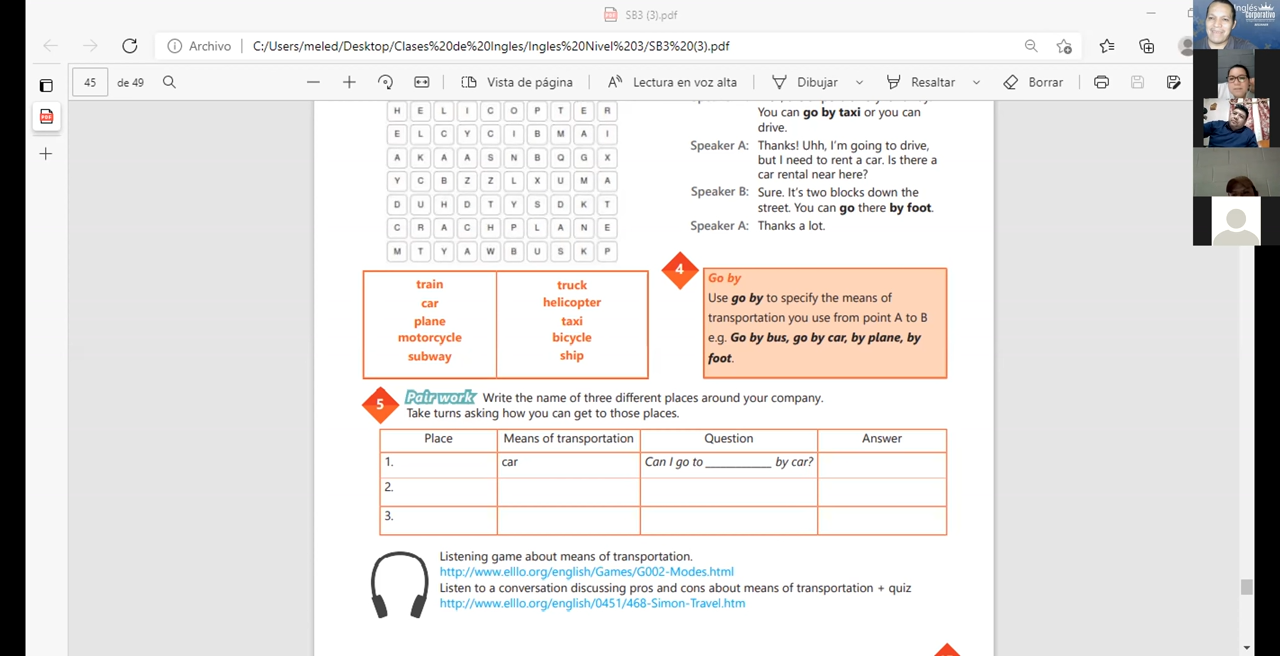 SB3 (3).pdf
Archivo
C:/Users/meled/Desktop/Clases%20de%20Ingles/Ingles%20Nivel%203/SB3%20(3).pdf
45 de 49
Vista de página
Lectura en voz alta
Dibujar
Resaltar
Borrar
Inglés
Corporativo
H E L I C O P T E R
E L C Y C I B M A I
A K A A S N B Q G X
Y C B Z Z L X U M A
D U H D T Y S D K T
C R A C H P L A N E
M T Y A W B U S K P
You can go by taxi or you can
drive.
Speaker A: Thanks! Uhh, I'm going to drive,
but I need to rent a car. Is there a
car rental near here?
Speaker B: Sure. It's two blocks down the
street. You can go there by foot.
Speaker A: Thanks a lot.
train
car
plane
motorcycle
subway
truck
helicopter
taxi
bicycle
ship
4
Go by
Use go by to specify the means of
transportation you use from point A to B
e.g. Go by bus, go by car, by plane, by
foot.
5 Pair work Write the name of three different places around your company.
Take turns asking how you can get to those places.
Place Means of transportation Question Answer
1. car Can I go to __________ by car?
2.
3.
Listening game about means of transportation.
http://www.elllo.org/english/Games/G002-Modes.html
Listen to a conversation discussing pros and cons about means of transportation + quiz
http://www.elllo.org/english/0451/468-Simon-Travel.htm